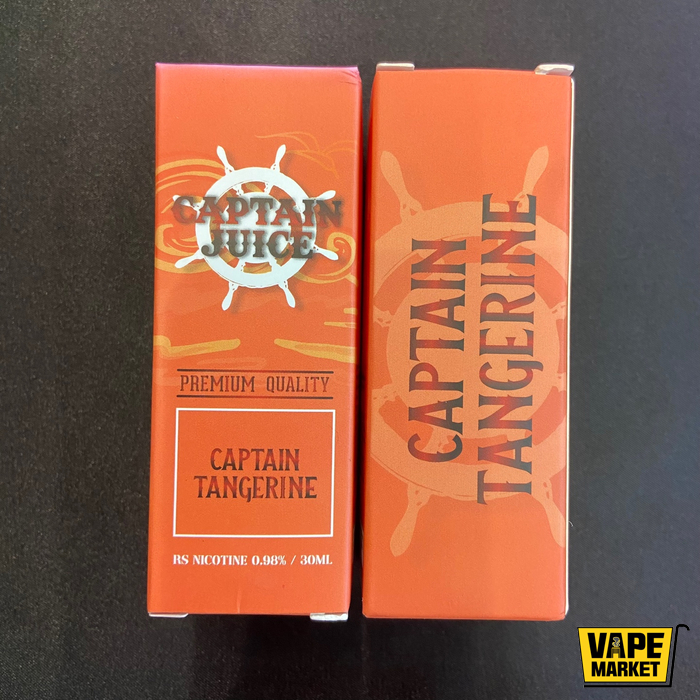 CAPTAIN
JUICE
PREMIUM QUALITY
CAPTAIN
TANGERINE
RS NICOTINE 0.98% / 30ML
CAPTAIN
TANGERINE
VAPE
MARKET